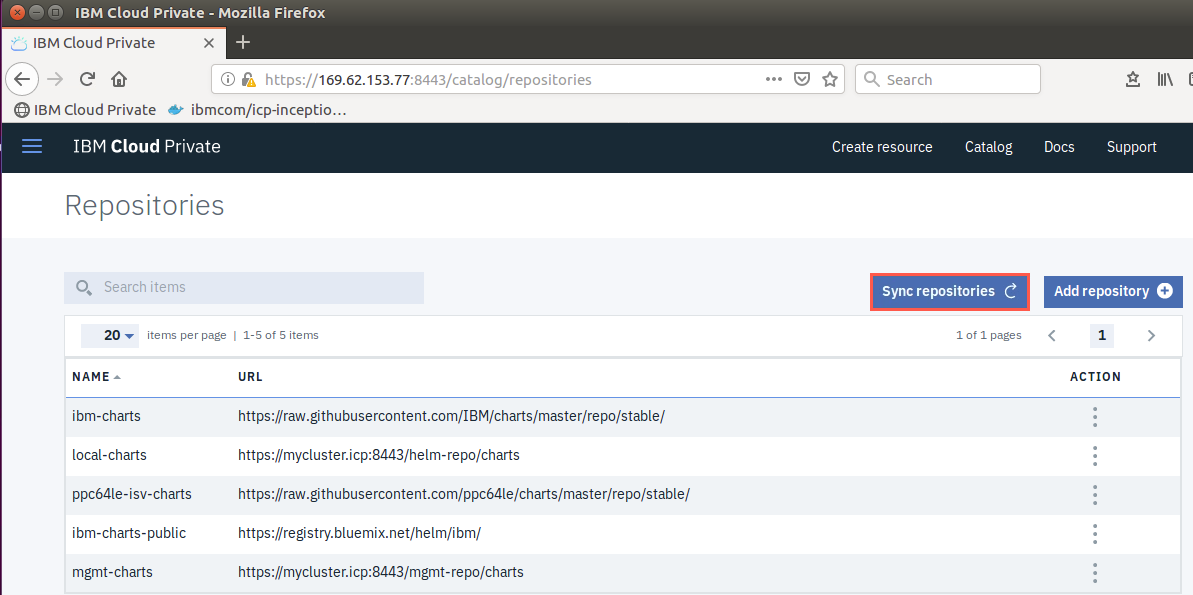 IBM Cloud Private - Mozilla Firefox
IBM Cloud Private
https://169.62.153.77:8443/catalog/repositories
Search
IBM Cloud Private
ibmcom/icp-inceptio…
IBM Cloud Private
Create resource
Catalog
Docs
Support
Repositories
Search items
Sync repositories
Add repository
20 items per page | 1-5 of 5 items
1 of 1 pages
1
NAME URL ACTION
ibm-charts https://raw.githubusercontent.com/IBM/charts/master/repo/stable/
local-charts https://mycluster.icp:8443/helm-repo/charts
ppc64le-isv-charts https://raw.githubusercontent.com/ppc64le/charts/master/repo/stable/
ibm-charts-public https://registry.bluemix.net/helm/ibm/
mgmt-charts https://mycluster.icp:8443/mgmt-repo/charts